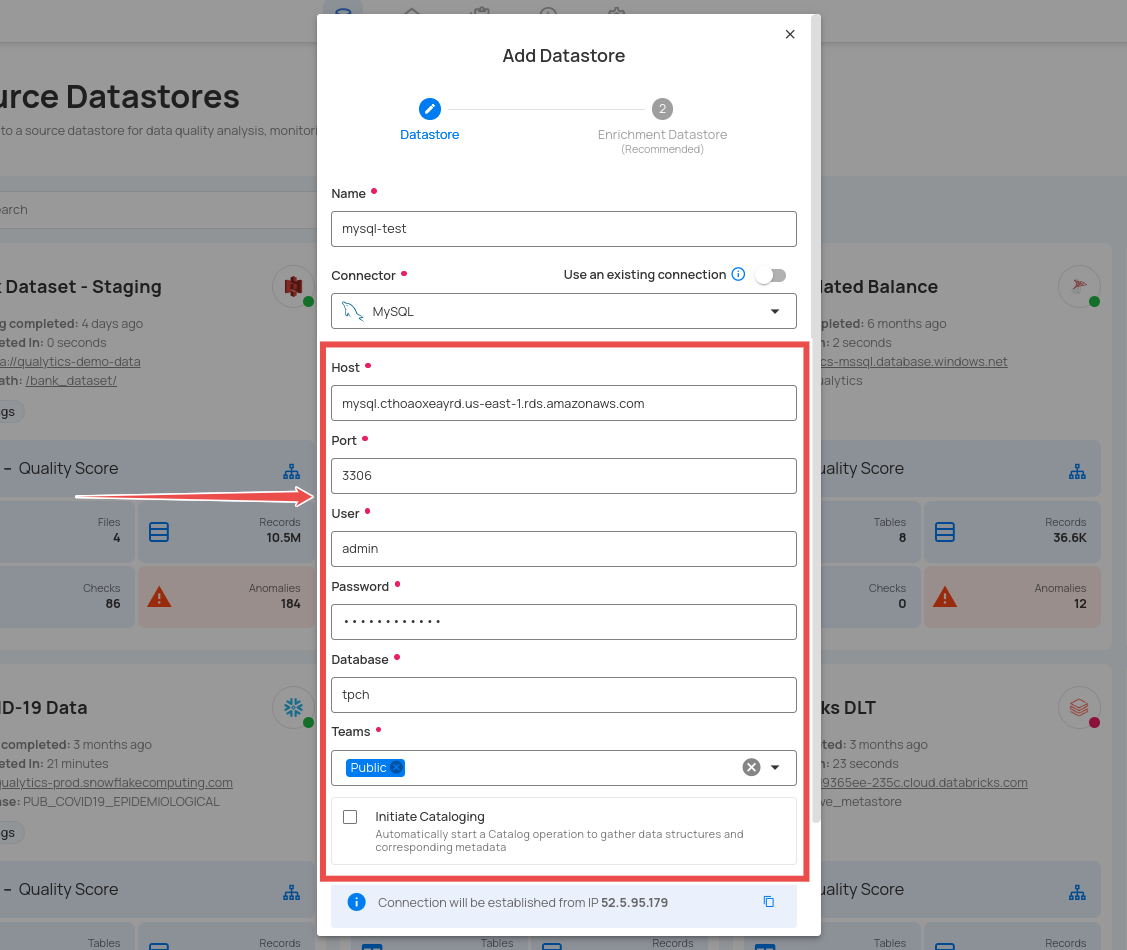 Add Datastore
2
Datastore
Enrichment Datastore
(Recommended)
Name
mysql-test
Connector
Use an existing connection
MySQL
Host
mysql.cthoaoxeayrd.us-east-1.rds.amazonaws.com
Port
3306
User
admin
Password
Database
tpch
Teams
Public
Initiate Cataloging
Automatically start a Catalog operation to gather data structures and
corresponding metadata
Connection will be established from IP 52.5.95.179
urce Datastores
to a source datastore for data quality analysis, monitor
earch
Dataset - Staging
g completed: 4 days ago
eted In: 0 seconds
a://qualytics-demo-data
ath: /bank_dataset/
gs
– Quality Score
Files
4
Records
10.5M
Checks
86
Anomalies
184
ID-19 Data
completed: 3 months ago
eted In: 21 minutes
qualytics-prod.snowflakecomputing.com
ase: PUB_COVID19_EPIDEMIOLOGICAL
gs
– Quality Score
Tables
Records
Tables
Records
lated Balance
pleted: 6 months ago
n: 2 seconds
cs-mssql.database.windows.net
ualytics
uality Score
Tables
8
Records
36.6K
Checks
0
Anomalies
12
ks DLT
ted: 3 months ago
n: 23 seconds
9365ee-235c.cloud.databricks.com
ve_metastore
uality Score
Tables
Records